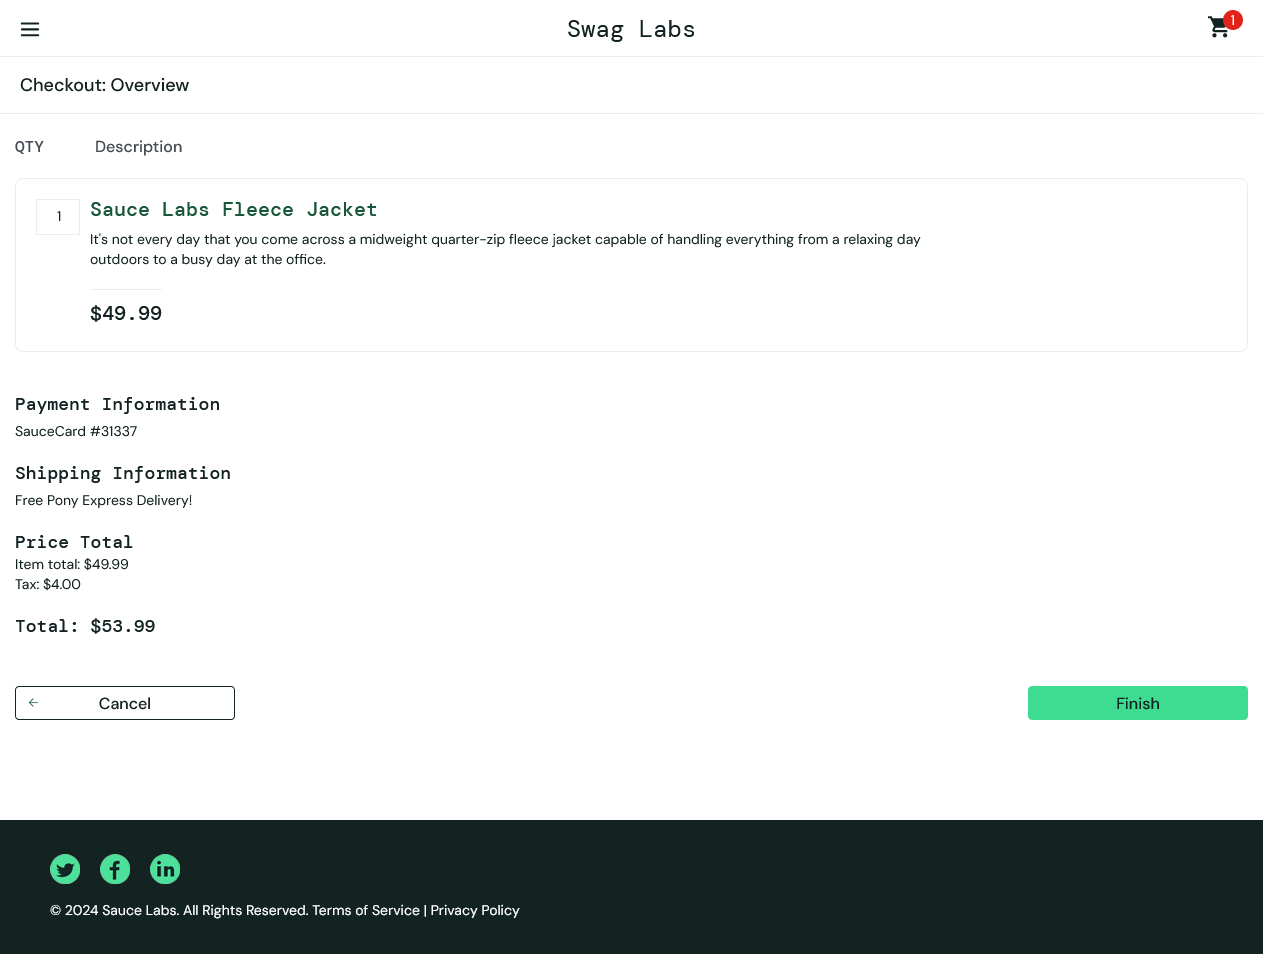 Swag Labs
1
Checkout: Overview
QTY
Description
1
Sauce Labs Fleece Jacket
It's not every day that you come across a midweight quarter-zip fleece jacket capable of handling everything from a relaxing day
outdoors to a busy day at the office.
$49.99
Payment Information
SauceCard #31337
Shipping Information
Free Pony Express Delivery!
Price Total
Item total: $49.99
Tax: $4.00
Total: $53.99
Cancel
Finish
© 2024 Sauce Labs. All Rights Reserved. Terms of Service | Privacy Policy